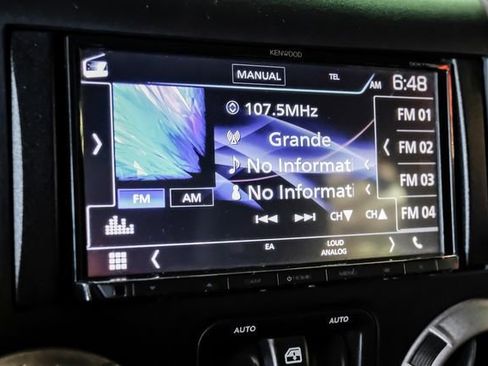 KENWOOD
MANUAL
TEL
AM 6:48
107.5MHz
FM 01
Grande
FM 02
No Informati
FM 03
No Informati
FM AM
FM 04
CH▼ CH▲
EA
LOUD
ANALOG
AUTO
AUTO